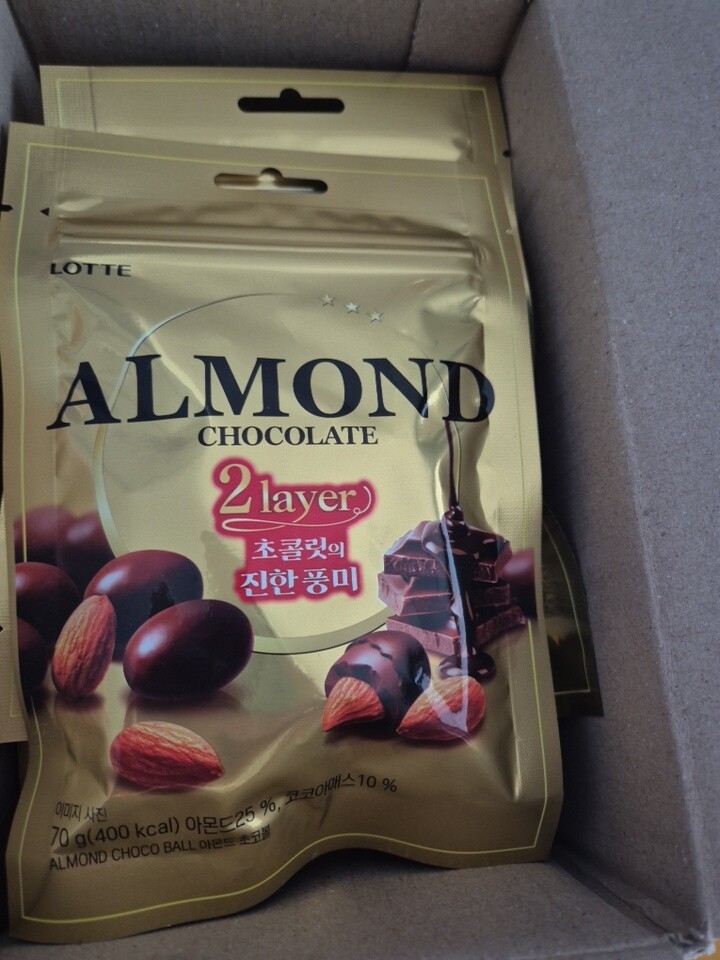 LOTTE
ALMOND
CHOCOLATE
2 layer
초콜릿의
진한 풍미
이미지 사진
70 g(400 kcal) 아몬드25 %, 코코아매스10 %
ALMOND CHOCO BALL 아몬드 초코볼